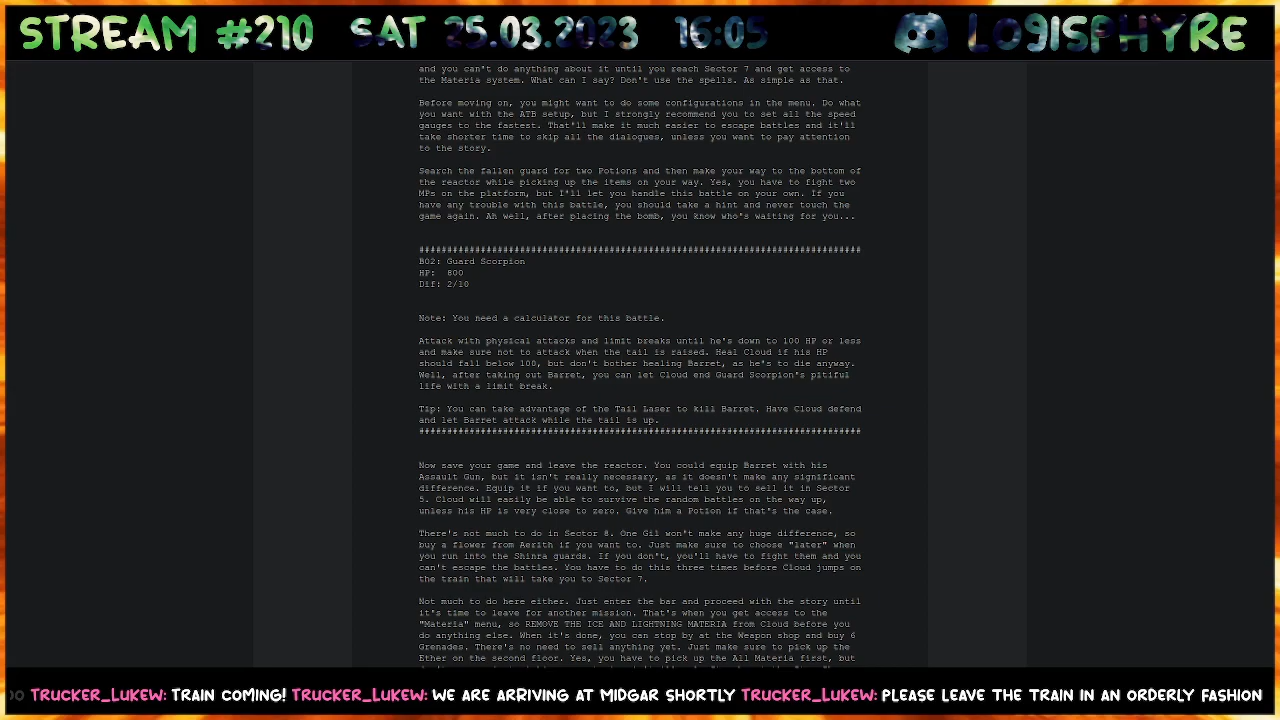 STREAM #210 SAT 25.03.2023 16:05 LOGISPHYRE
and you can't do anything about it until you reach Sector 7 and get access to
the Materia system. What can I say? Don't use the spells. As simple as that.
Before moving on, you might want to do some configurations in the menu. Do what
you want with the ATB setup, but I strongly recommend you to set all the speed
gauges to the fastest. That'll make it much easier to escape battles and it'll
take shorter time to skip all the dialogues, unless you want to pay attention
to the story.
Search the fallen guard for two Potions and then make your way to the bottom of
the reactor while picking up the items on your way. Yes, you have to fight two
MPs on the platform, but I'll let you handle this battle on your own. If you
have any trouble with this battle, you should take a hint and never touch the
game again. Ah well, after placing the bomb, you know who's waiting for you...
###############################################################################
B02: Guard Scorpion
HP:  800
Dif: 2/10
Note: You need a calculator for this battle.
Attack with physical attacks and limit breaks until he's down to 100 HP or less
and make sure not to attack when the tail is raised. Heal Cloud if his HP
should fall below 100, but don't bother healing Barret, as he's to die anyway.
Well, after taking out Barret, you can let Cloud end Guard Scorpion's pitiful
life with a limit break.
Tip: You can take advantage of the Tail Laser to kill Barret. Have Cloud defend
and let Barret attack while the tail is up.
###############################################################################
Now save your game and leave the reactor. You could equip Barret with his
Assault Gun, but it isn't really necessary, as it doesn't make any significant
difference. Equip it if you want to, but I will tell you to sell it in Sector
5. Cloud will easily be able to survive the random battles on the way up,
unless his HP is very close to zero. Give him a Potion if that's the case.
There's not much to do in Sector 8. One Gil won't make any huge difference, so
buy a flower from Aerith if you want to. Just make sure to choose "later" when
you run into the Shinra guards. If you don't, you'll have to fight them and you
can't escape the battles. You have to do this three times before Cloud jumps on
the train that will take you to Sector 7.
Not much to do here either. Just enter the bar and proceed with the story until
it's time to leave for another mission. That's when you get access to the
"Materia" menu, so REMOVE THE ICE AND LIGHTNING MATERIA from Cloud before you
do anything else. When it's done, you can stop by at the Weapon shop and buy 6
Grenades. There's no need to sell anything yet. Just make sure to pick up the
Ether on the second floor. Yes, you have to pick up the All Materia first, but
TRUCKER_LUKEW: TRAIN COMING! TRUCKER_LUKEW: WE ARE ARRIVING AT MIDGAR SHORTLY TRUCKER_LUKEW: PLEASE LEAVE THE TRAIN IN AN ORDERLY FASHION